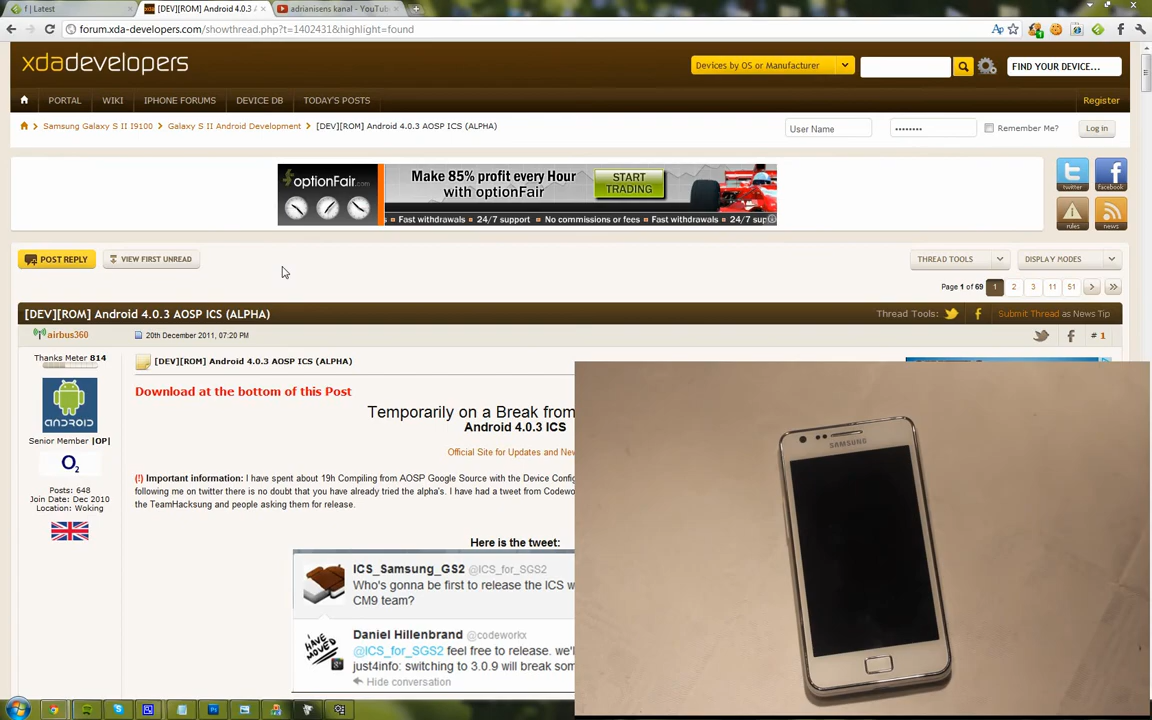 f | Latest
[DEV][ROM] Android 4.0.3
adrianisens kanal - YouTube
forum.xda-developers.com/showthread.php?t=1402431&highlight=found
xdadevelopers
Devices by OS or Manufacturer
FIND YOUR DEVICE...
PORTAL WIKI IPHONE FORUMS DEVICE DB TODAY'S POSTS
Register
Samsung Galaxy S II I9100 Galaxy S II Android Development [DEV][ROM] Android 4.0.3 AOSP ICS (ALPHA)
User Name
••••••••
Remember Me?
Log in
optionFair.com
Make 85% profit every Hour
with optionFair
START
TRADING
Fast withdrawals 24/7 support No commissions or fees Fast withdrawals 24/7 sup
twitter
Facebook
rules
news
POST REPLY
VIEW FIRST UNREAD
THREAD TOOLS
DISPLAY MODES
Page 1 of 69 1 2 3 11 51 > >>
[DEV][ROM] Android 4.0.3 AOSP ICS (ALPHA)
Thread Tools:
Submit Thread as News Tip
airbus360
20th December 2011, 07:20 PM
# 1
Thanks Meter 814
[DEV][ROM] Android 4.0.3 AOSP ICS (ALPHA)
Download at the bottom of this Post
Temporarily on a Break from
Android 4.0.3 ICS
ANDROID
Senior Member |OP|
O2
Posts: 648
Join Date: Dec 2010
Location: Woking
Official Site for Updates and New
(!) Important information: I have spent about 19h Compiling from AOSP Google Source with the Device Config
following me on twitter there is no doubt that you have already tried the alpha's. I have had a tweet from Codewo
the TeamHacksung and people asking them for release.
Here is the tweet:
ICS_Samsung_GS2 @ICS_for_SGS2
Who's gonna be first to release the ICS w
CM9 team?
I HAVE MOVED
Daniel Hillenbrand @codeworkx
@ICS_for_SGS2 feel free to release. we'
just4info: switching to 3.0.9 will break som
Hide conversation
SAMSUNG